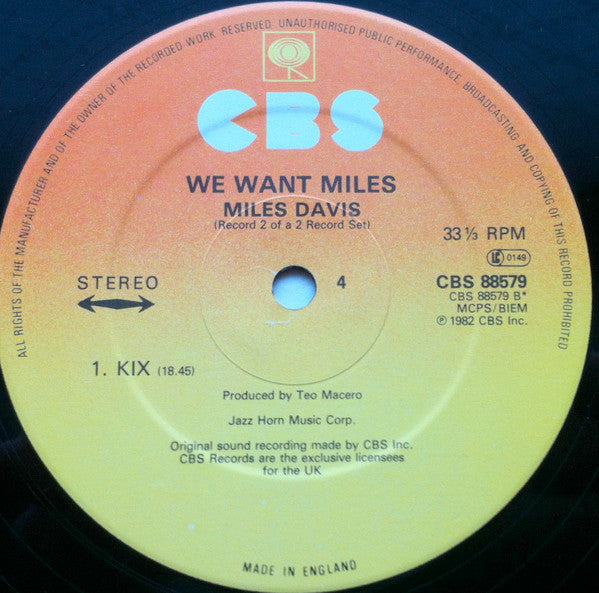 ALL RIGHTS OF THE MANUFACTURER AND OF THE OWNER OF THE RECORDED WORK RESERVED. UNAUTHORISED PUBLIC PERFORMANCE, BROADCASTING AND COPYING OF THIS RECORD PROHIBITED
CBS
WE WANT MILES
MILES DAVIS
(Record 2 of a 2 Record Set)
33 ⅓ RPM
LC 0149
STEREO
4
CBS 88579
CBS 88579 B*
MCPS/BIEM
℗ 1982 CBS Inc.
1. KIX (18.45)
Produced by Teo Macero
Jazz Horn Music Corp.
Original sound recording made by CBS Inc.
CBS Records are the exclusive licensees
for the UK
MADE IN ENGLAND